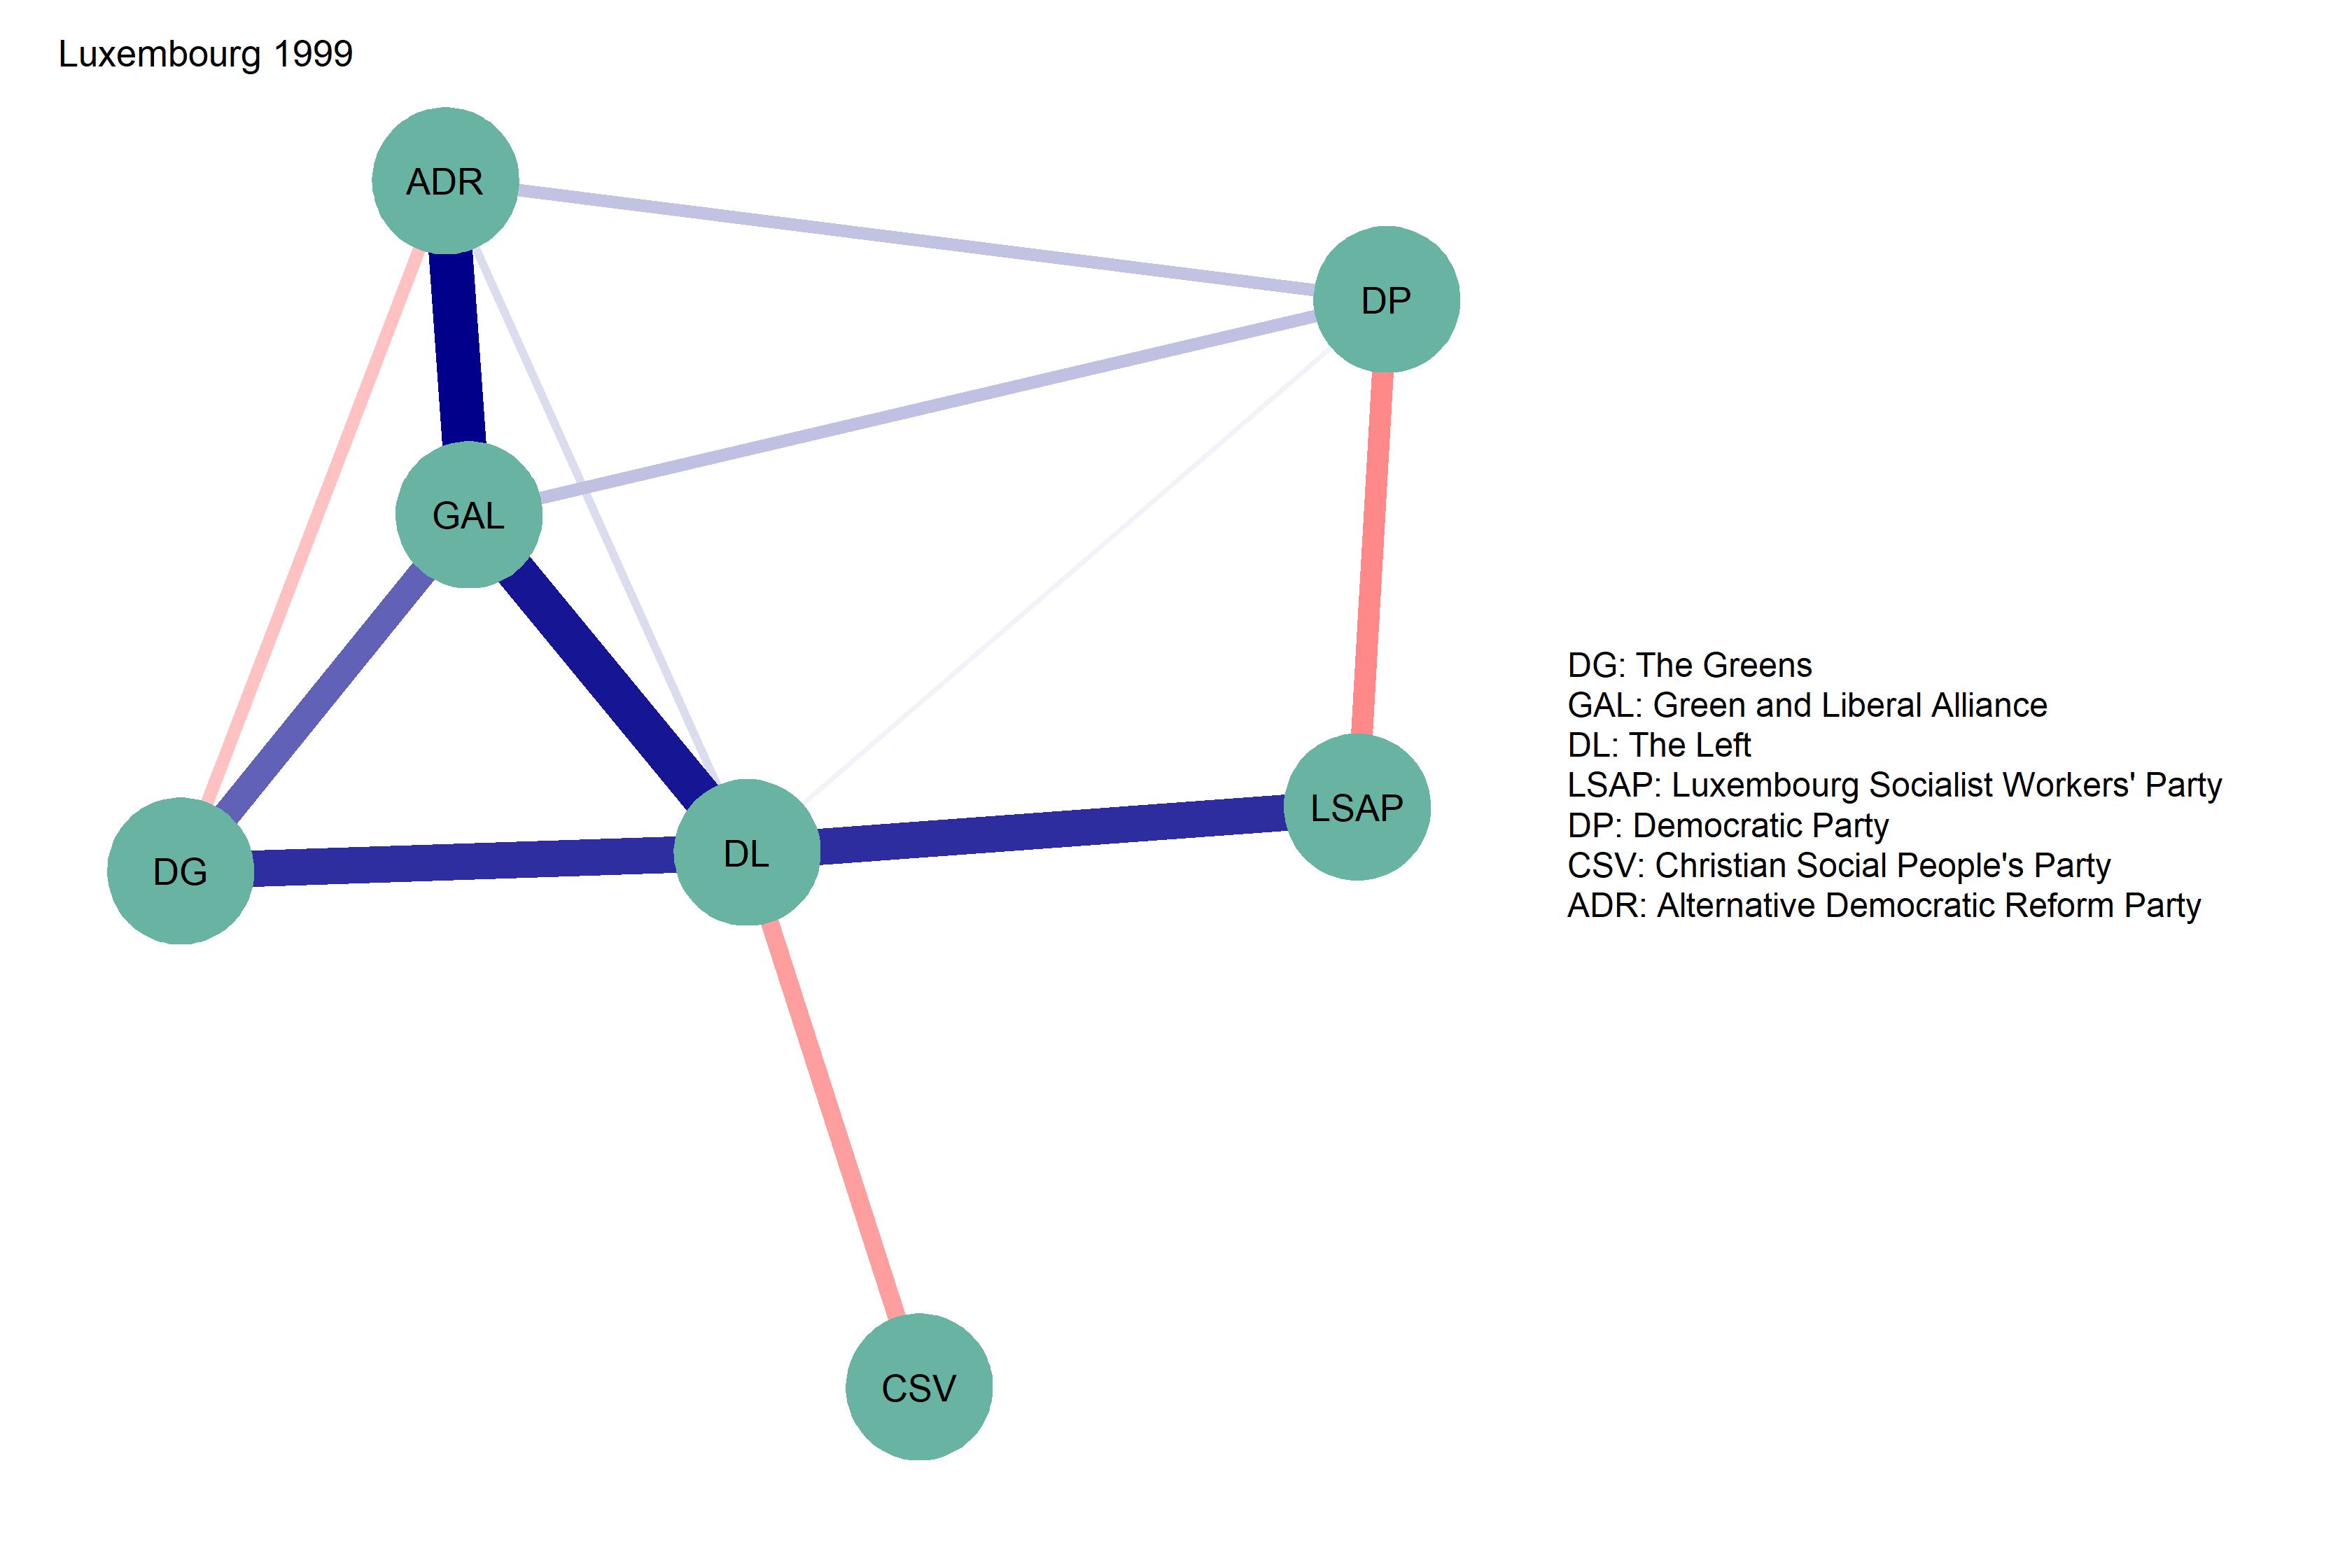 Luxembourg 1999
ADR
DP
GAL
DG: The Greens
GAL: Green and Liberal Alliance
DL: The Left
LSAP: Luxembourg Socialist Workers' Party
DP: Democratic Party
CSV: Christian Social People's Party
ADR: Alternative Democratic Reform Party
LSAP
DL
DG
CSV